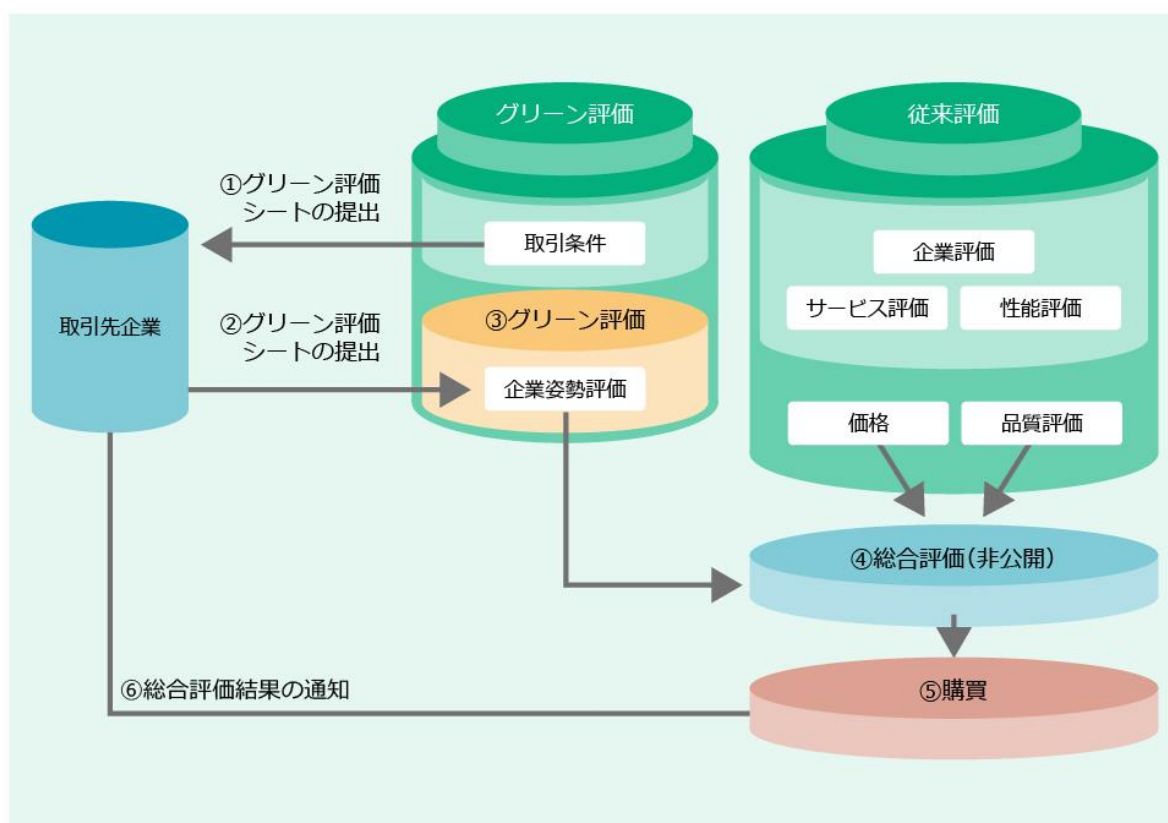 グリーン評価
従来評価
①グリーン評価
シートの提出
取引条件
企業評価
サービス評価
性能評価
取引先企業
②グリーン評価
シートの提出
③グリーン評価
企業姿勢評価
価格
品質評価
④総合評価（非公開）
⑥総合評価結果の通知
⑤購買